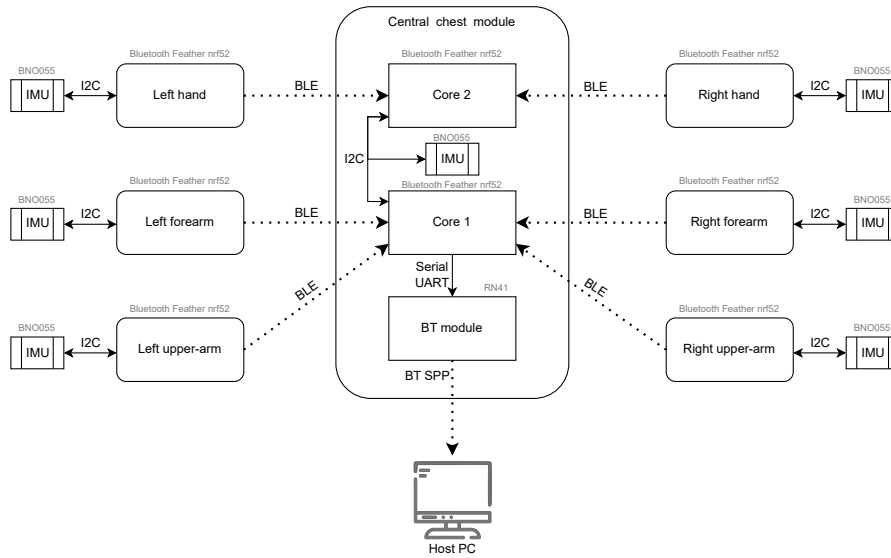 Central chest module
Bluetooth Feather nrf52
Bluetooth Feather nrf52
Bluetooth Feather nrf52
BNO055
IMU
I2C
Left hand
BLE
Core 2
BLE
Right hand
I2C
BNO055
IMU
I2C
BNO055
IMU
Bluetooth Feather nrf52
Bluetooth Feather nrf52
Bluetooth Feather nrf52
BNO055
IMU
I2C
Left forearm
BLE
Core 1
BLE
Right forearm
I2C
BNO055
IMU
Serial
UART
RN41
BLE
BLE
Bluetooth Feather nrf52
Bluetooth Feather nrf52
BNO055
IMU
I2C
Left upper-arm
BT module
Right upper-arm
I2C
BNO055
IMU
BT SPP
Host PC